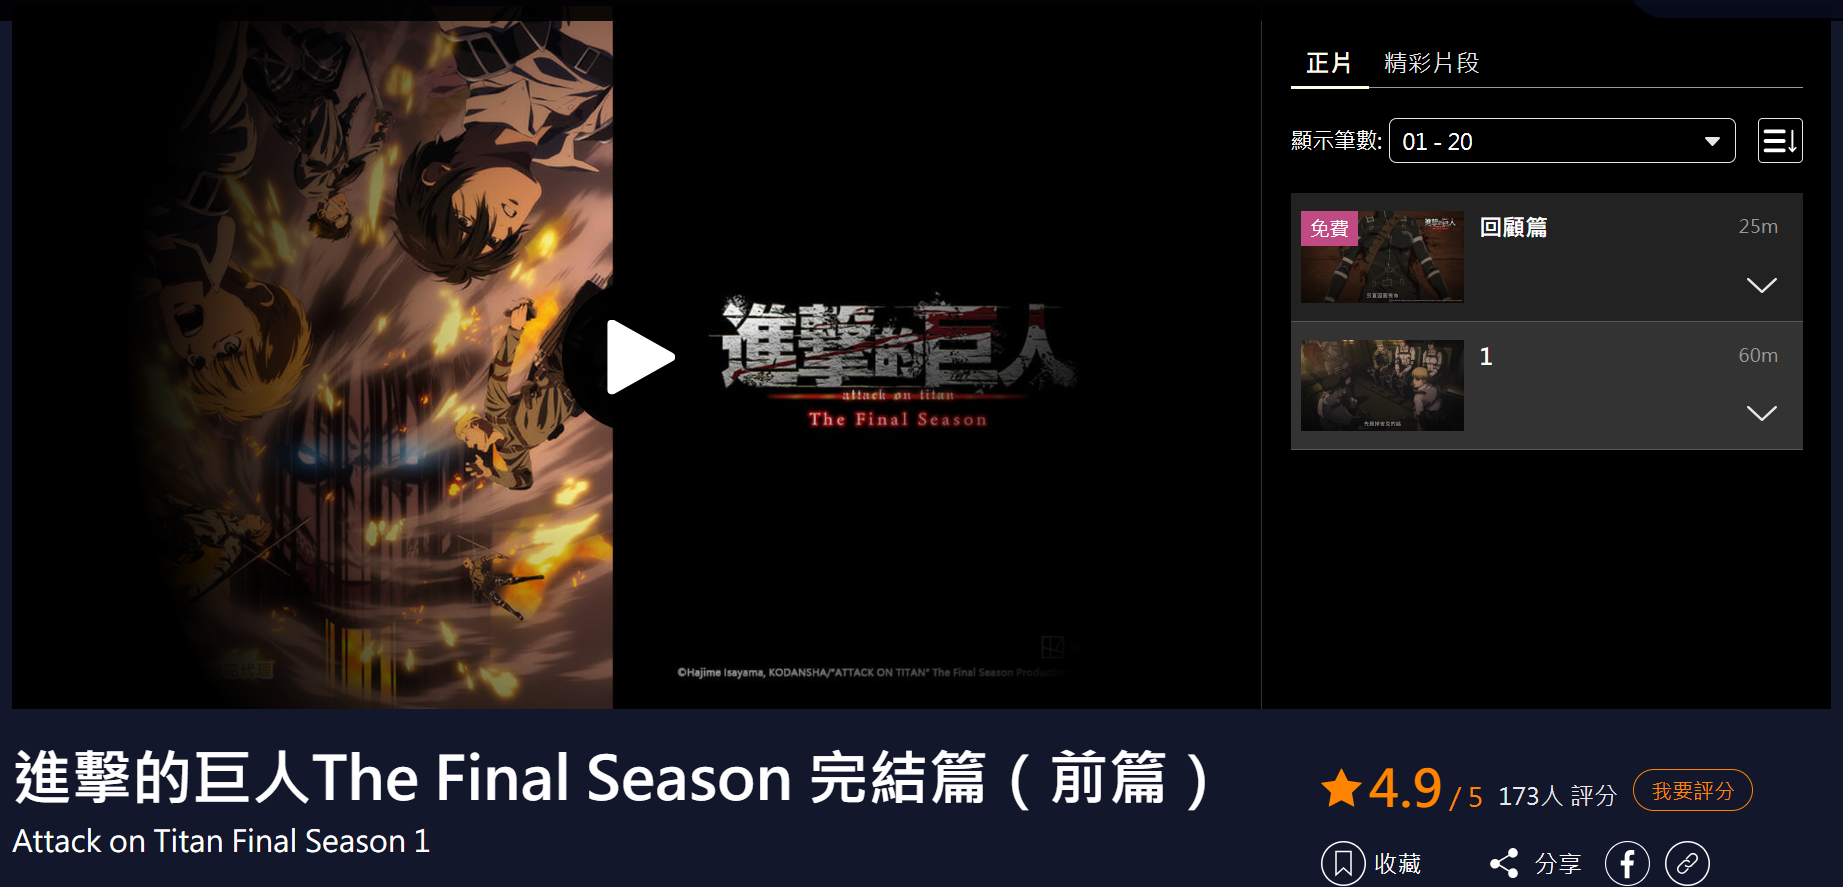 進撃的巨人
attack on titan
The Final Season
©Hajime Isayama, KODANSHA/"ATTACK ON TITAN" The Final Season
正片 精彩片段
顯示筆數: 01 - 20
免費 回顧篇 25m
1 60m
進擊的巨人The Final Season 完結篇（前篇）
Attack on Titan Final Season 1
4.9 / 5 173人 評分 我要評分
收藏 分享